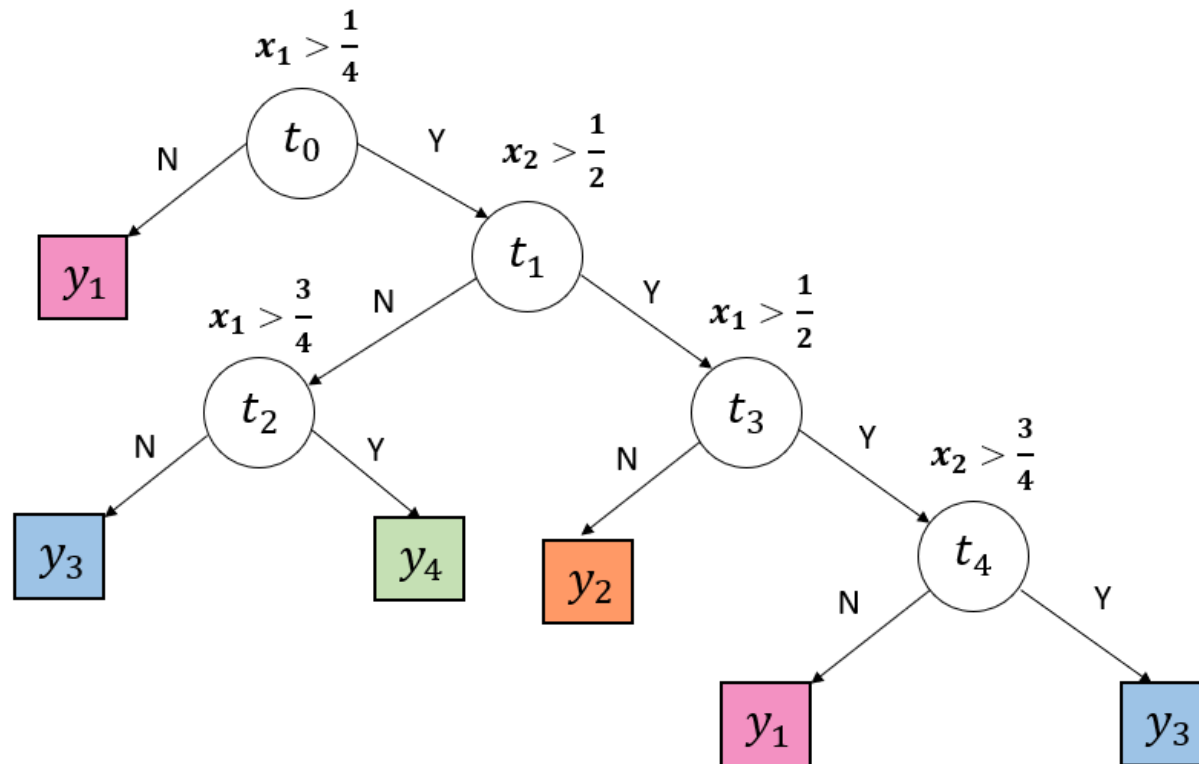 x₁ > 1/4
t₀
N
Y
x₂ > 1/2
y₁
t₁
N
Y
x₁ > 3/4
x₁ > 1/2
t₂
t₃
N
Y
N
Y
x₂ > 3/4
y₃
y₄
y₂
t₄
N
Y
y₁
y₃